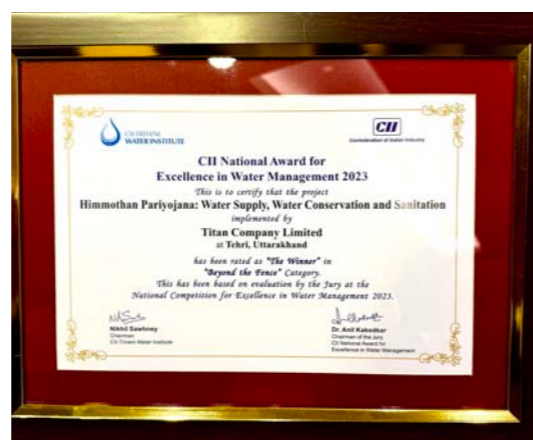 CII-TRIVENI
WATER INSTITUTE
CII
Confederation of Indian Industry
CII National Award for
Excellence in Water Management 2023
This is to certify that the project
Himmothan Pariyojana: Water Supply, Water Conservation and Sanitation
implemented by
Titan Company Limited
at Tehri, Uttarakhand
has been rated as "The Winner" in
"Beyond the Fence" Category.
This has been based on evaluation by the Jury at the
National Competition for Excellence in Water Management 2023.
Nikhil Sawhney
Chairman
CII-Triveni Water Institute
Dr. Anil Kakodkar
Chairman of the Jury
CII National Award for
Excellence in Water Management